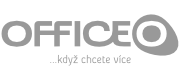 OFFICEO
...když chcete více